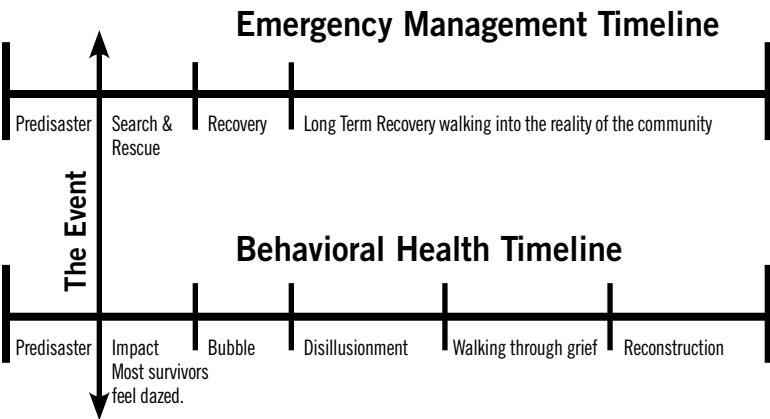 Emergency Management Timeline
Predisaster
Search &
Rescue
Recovery
Long Term Recovery walking into the reality of the community
The Event
Behavioral Health Timeline
Predisaster
Impact
Most survivors
feel dazed.
Bubble
Disillusionment
Walking through grief
Reconstruction